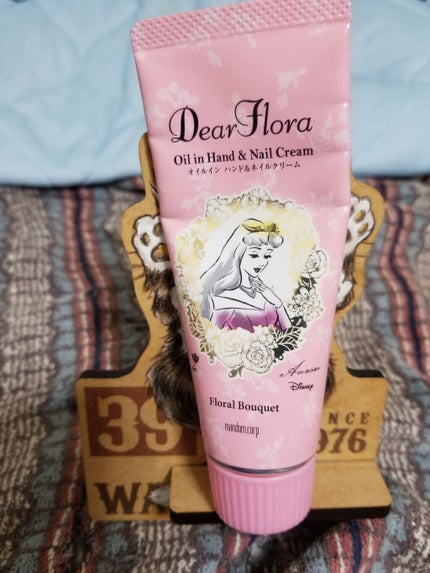 Dear Flora
Oil in Hand & Nail Cream
オイルイン ハンド&ネイルクリーム
Aurora
Disney
Floral Bouquet
mandom corp.
39
NCE
976
WA